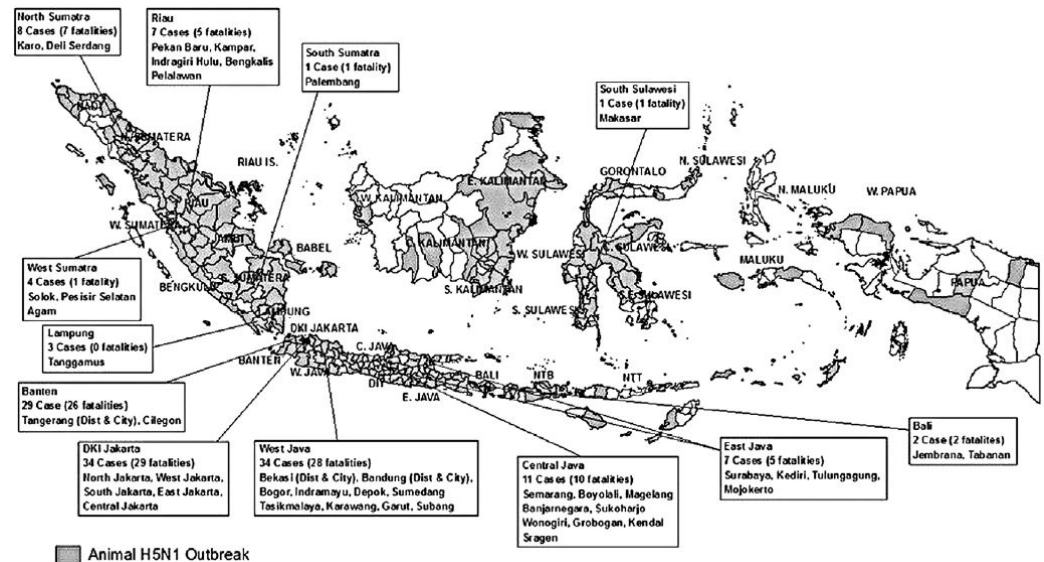 North Sumatra
8 Cases (7 fatalities)
Karo, Deli Serdang
Riau
7 Cases (5 fatalities)
Pekan Baru, Kampar,
Indragiri Hulu, Bengkalis
Pelalawan
South Sumatra
1 Case (1 fatality)
Palembang
South Sulawesi
1 Case (1 fatality)
Makasar
NAD
N. SUMATERA
RIAU IS.
RIAU
W. SUMATERA
JAMBI
BABEL
BENGKULU
S. SUMATERA
LAMPUNG
W. KALIMANTAN
E. KALIMANTAN
C. KALIMANTAN
S. KALIMANTAN
GORONTALO
N. SULAWESI
W. SULAWESI
C. SULAWESI
S.E. SULAWESI
S. SULAWESI
N. MALUKU
W. PAPUA
MALUKU
PAPUA
West Sumatra
4 Cases (1 fatality)
Solok, Pesisir Selatan
Agam
Lampung
3 Cases (0 fatalities)
Tanggamus
DKI JAKARTA
BANTEN
W. JAVA
C. JAVA
DIY
E. JAVA
BALI
NTB
NTT
Banten
29 Case (26 fatalities)
Tangerang (Dist & City), Cilegon
DKI Jakarta
34 Cases (29 fatalities)
North Jakarta, West Jakarta,
South Jakarta, East Jakarta,
Central Jakarta
West Java
34 Cases (28 fatalities)
Bekasi (Dist & City), Bandung (Dist & City),
Bogor, Indramayu, Depok, Sumedang
Tasikmalaya, Karawang, Garut, Subang
Central Java
11 Cases (10 fatalities)
Semarang, Boyolali, Magelang
Banjarnegara, Sukoharjo
Wonogiri, Grobogan, Kendal
Sragen
East Java
7 Cases (5 fatalities)
Surabaya, Kediri, Tulungagung,
Mojokerto
Bali
2 Case (2 fatalites)
Jembrana, Tabanan
Animal H5N1 Outbreak